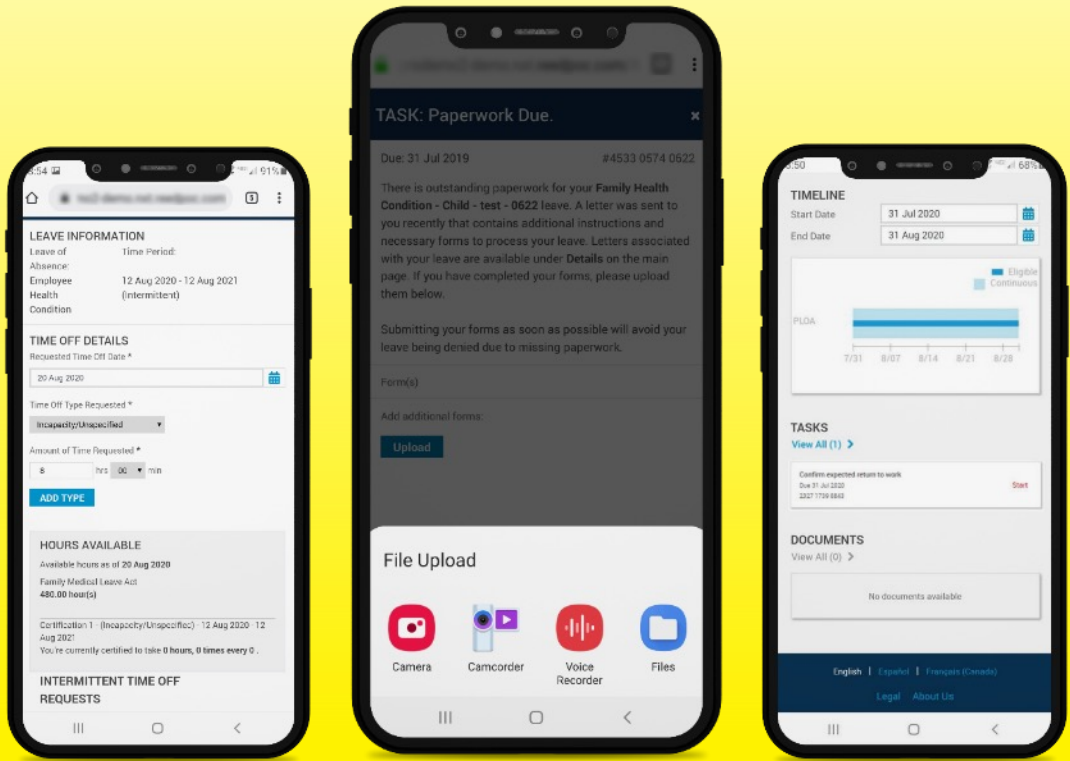 5:54
91%
5
LEAVE INFORMATION
Leave of Time Period:
Absence:
Employee 12 Aug 2020 - 12 Aug 2021
Health (Intermittent)
Condition
TIME OFF DETAILS
Requested Time Off Date *
20 Aug 2020
Time Off Type Requested *
Incapacity/Unspecified
Amount of Time Requested *
8 hrs 00 min
ADD TYPE
HOURS AVAILABLE
Available hours as of 20 Aug 2020
Family Medical Leave Act
480.00 hour(s)
Certification 1 - (Incapacity/Unspecified) - 12 Aug 2020 - 12
Aug 2021
You're currently certified to take 0 hours, 0 times every 0 .
INTERMITTENT TIME OFF
REQUESTS
TASK: Paperwork Due. ×
Due: 31 Jul 2019 #4533 0574 0622
There is outstanding paperwork for your Family Health
Condition - Child - test - 0622 leave. A letter was sent to
you recently that contains additional instructions and
necessary forms to process your leave. Letters associated
with your leave are available under Details on the main
page. If you have completed your forms, please upload
them below.
Submitting your forms as soon as possible will avoid your
leave being denied due to missing paperwork.
Form(s)
Add additional forms:
Upload
File Upload
Camera Camcorder Voice Files
Recorder
5:50
68%
TIMELINE
Start Date 31 Jul 2020
End Date 31 Aug 2020
Eligible
Continuous
PLOA
7/31 8/07 8/14 8/21 8/28
TASKS
View All (1) >
Confirm expected return to work
Due 31 Jul 2020 Start
DOCUMENTS
View All (0) >
No documents available
English | Español | Français (Canada)
Legal About Us